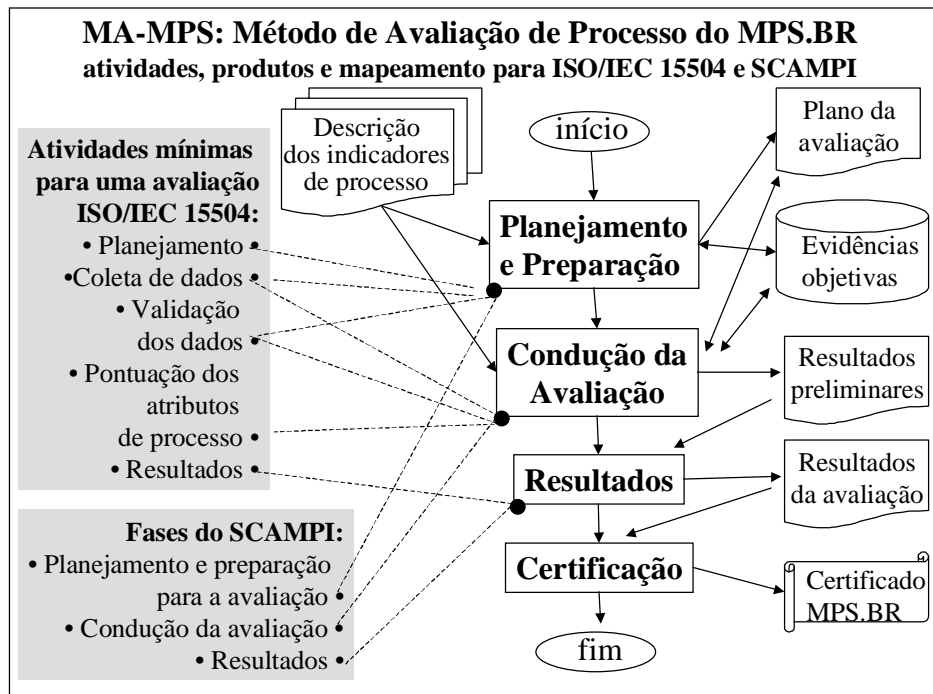 MA-MPS: Método de Avaliação de Processo do MPS.BR
atividades, produtos e mapeamento para ISO/IEC 15504 e SCAMPI
Atividades mínimas
para uma avaliação
ISO/IEC 15504:
• Planejamento •
•Coleta de dados •
• Validação
dos dados •
• Pontuação dos
atributos
de processo •
• Resultados •
Fases do SCAMPI:
• Planejamento e preparação
para a avaliação •
• Condução da avaliação •
• Resultados •
Descrição
dos indicadores
de processo
início
Planejamento
e Preparação
Condução da
Avaliação
Resultados
Certificação
fim
Plano da
avaliação
Evidências
objetivas
Resultados
preliminares
Resultados
da avaliação
Certificado
MPS.BR